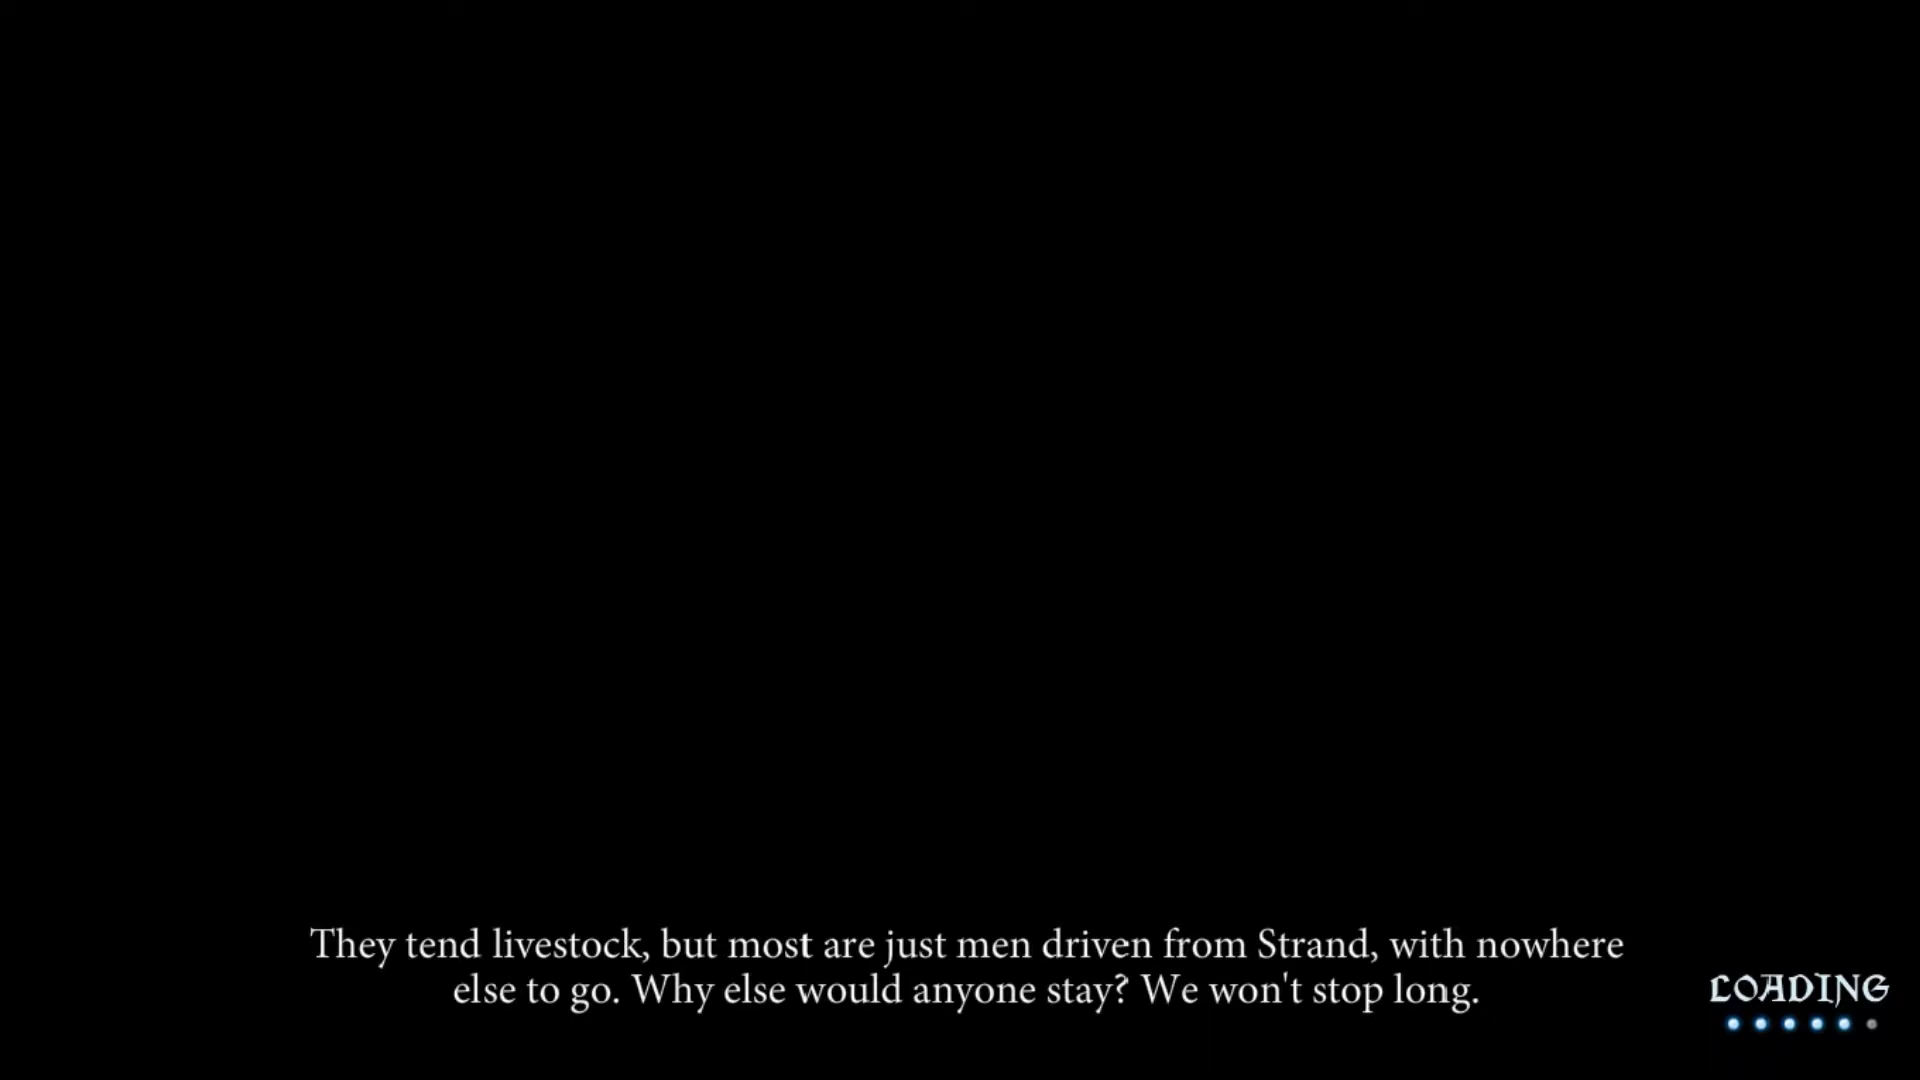 They tend livestock, but most are just men driven from Strand, with nowhere
else to go. Why else would anyone stay? We won't stop long.
LOADING